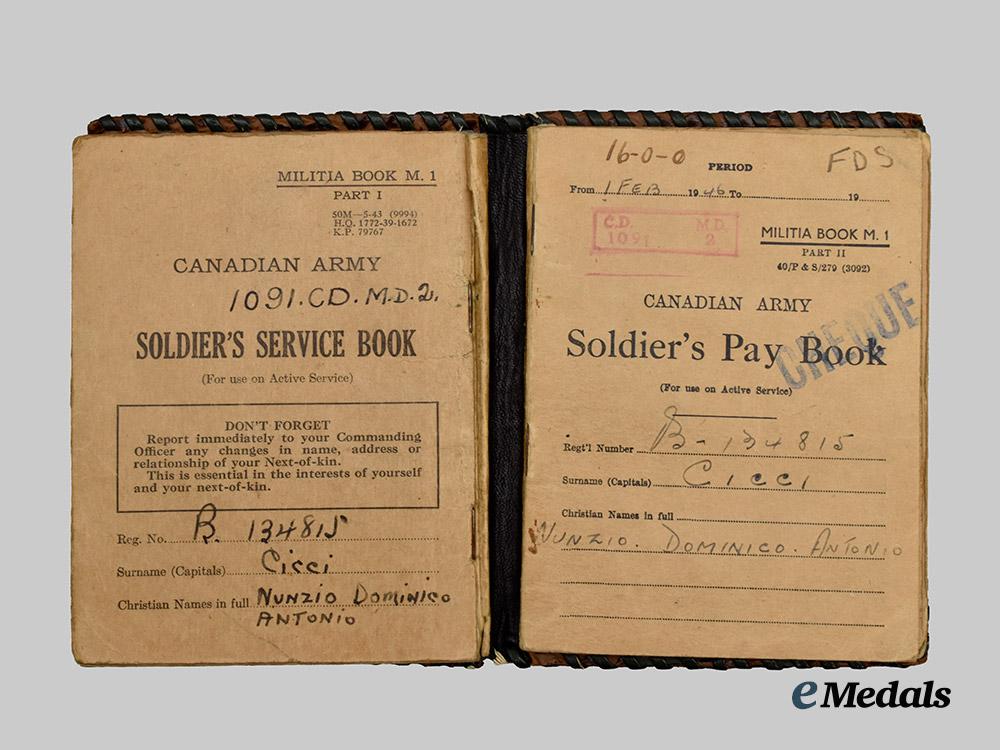 MILITIA BOOK M. 1
PART I
50M—5-43 (9994)
H.Q. 1772-39-1672
K.P. 79767
CANADIAN ARMY
1091.CD.M.D.2.
SOLDIER'S SERVICE BOOK
(For use on Active Service)
DON'T FORGET
Report immediately to your Commanding
Officer any changes in name, address or
relationship of your Next-of-kin.
This is essential in the interests of yourself
and your next-of-kin.
Reg. No. B. 134815
Surname (Capitals) Cicci
Christian Names in full Nunzio Dominico
Antonio
16-0-0
FDS
PERIOD
From 1 FEB 1946 To 19
C.D. M.D.
1091 2
MILITIA BOOK M. 1
PART II
40/P & S/279 (3092)
CANADIAN ARMY
Soldier's Pay Book
CHEQUE
(For use on Active Service)
Regt'l Number B-134815
Surname (Capitals) Cicci
Christian Names in full
NUNZIO. DOMINICO. ANTONIO
eMedals